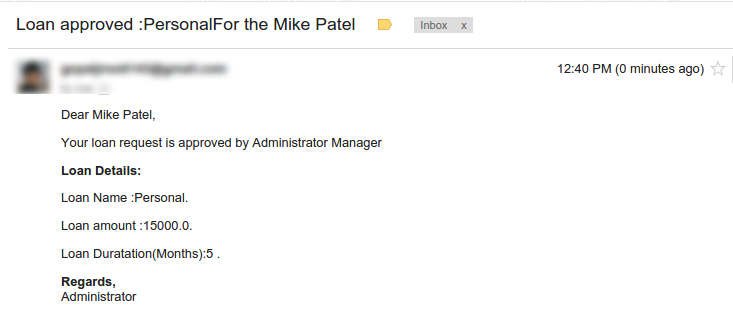 Loan approved :PersonalFor the Mike Patel
Inbox x
12:40 PM (0 minutes ago)
Dear Mike Patel,
Your loan request is approved by Administrator Manager
Loan Details:
Loan Name :Personal.
Loan amount :15000.0.
Loan Duratation(Months):5 .
Regards,
Administrator